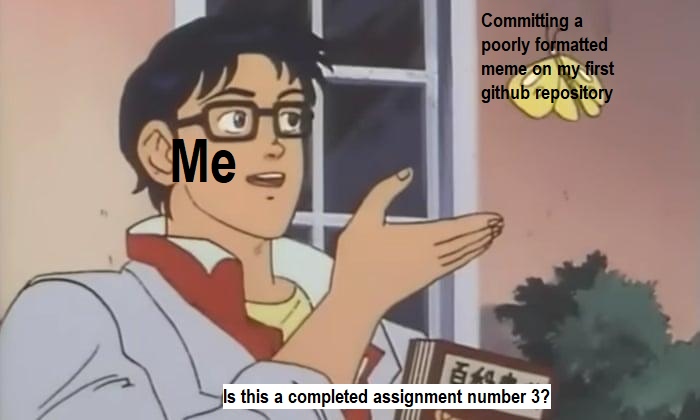 Committing a
poorly formatted
meme on my first
github repository
Me
Is this a completed assignment number 3?